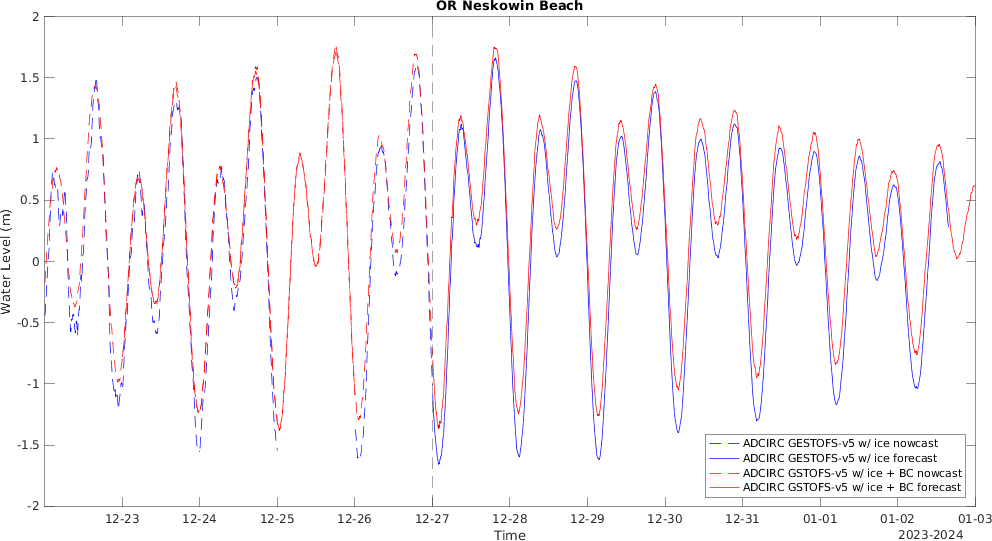 OR Neskowin Beach
2
1.5
1
0.5
0
-0.5
-1
-1.5
-2
Water Level (m)
ADCIRC GESTOFS-v5 w/ ice nowcast
ADCIRC GESTOFS-v5 w/ ice forecast
ADCIRC GSTOFS-v5 w/ ice + BC nowcast
ADCIRC GSTOFS-v5 w/ ice + BC forecast
12-23 12-24 12-25 12-26 12-27 12-28 12-29 12-30 12-31 01-01 01-02 01-03
Time
2023-2024